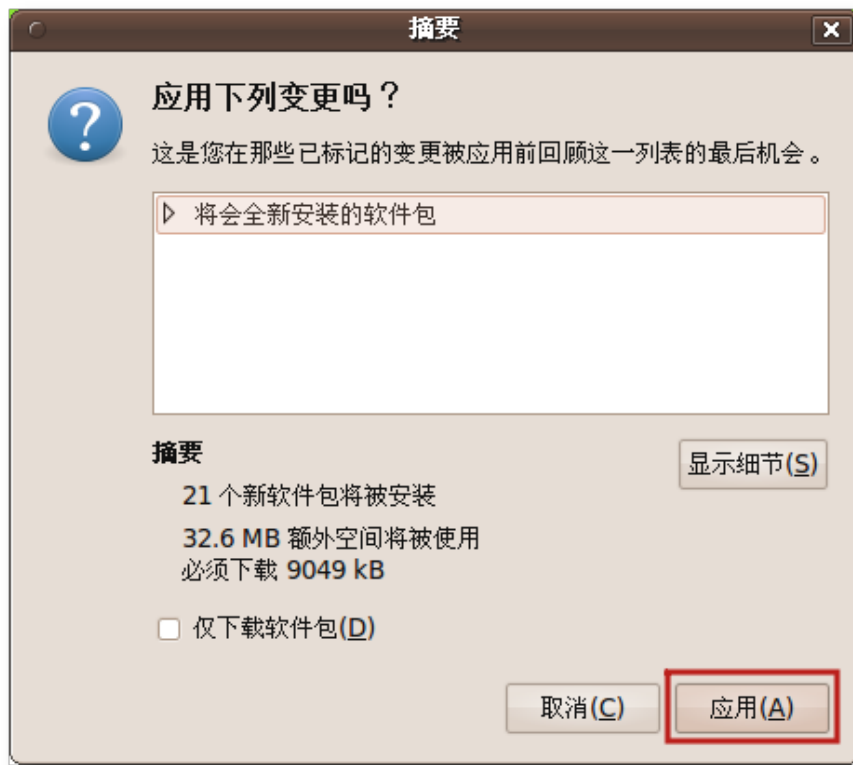 摘要
应用下列变更吗？
这是您在那些已标记的变更被应用前回顾这一列表的最后机会。
将会全新安装的软件包
摘要
显示细节(S)
21 个新软件包将被安装
32.6 MB 额外空间将被使用
必须下载 9049 kB
仅下载软件包(D)
取消(C)
应用(A)